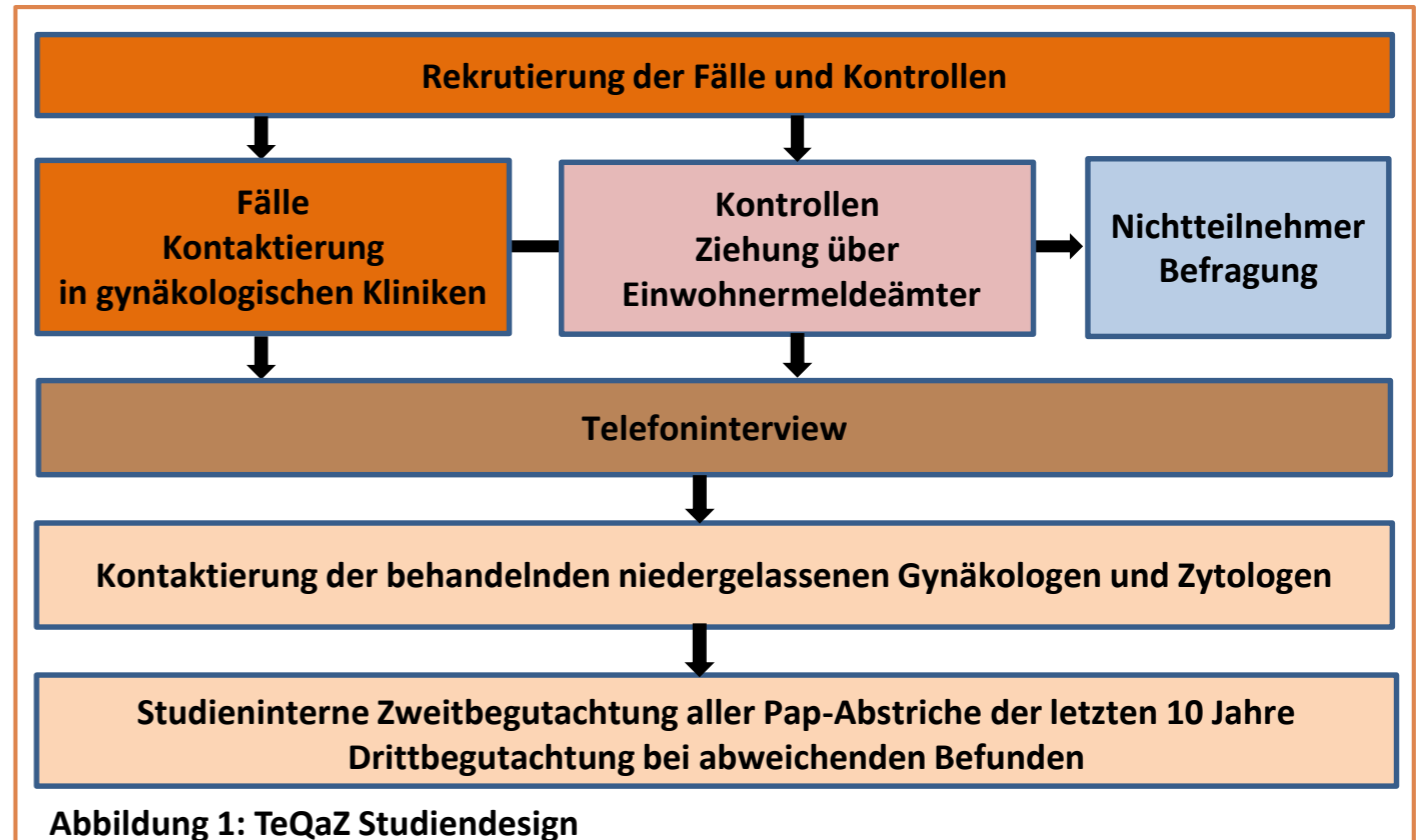 Rekrutierung der Fälle und Kontrollen
Fälle
Kontaktierung
in gynäkologischen Kliniken
Kontrollen
Ziehung über
Einwohnermeldeämter
Nichtteilnehmer
Befragung
Telefoninterview
Kontaktierung der behandelnden niedergelassenen Gynäkologen und Zytologen
Studieninterne Zweitbegutachtung aller Pap-Abstriche der letzten 10 Jahre
Drittbegutachtung bei abweichenden Befunden
Abbildung 1: TeQaZ Studiendesign